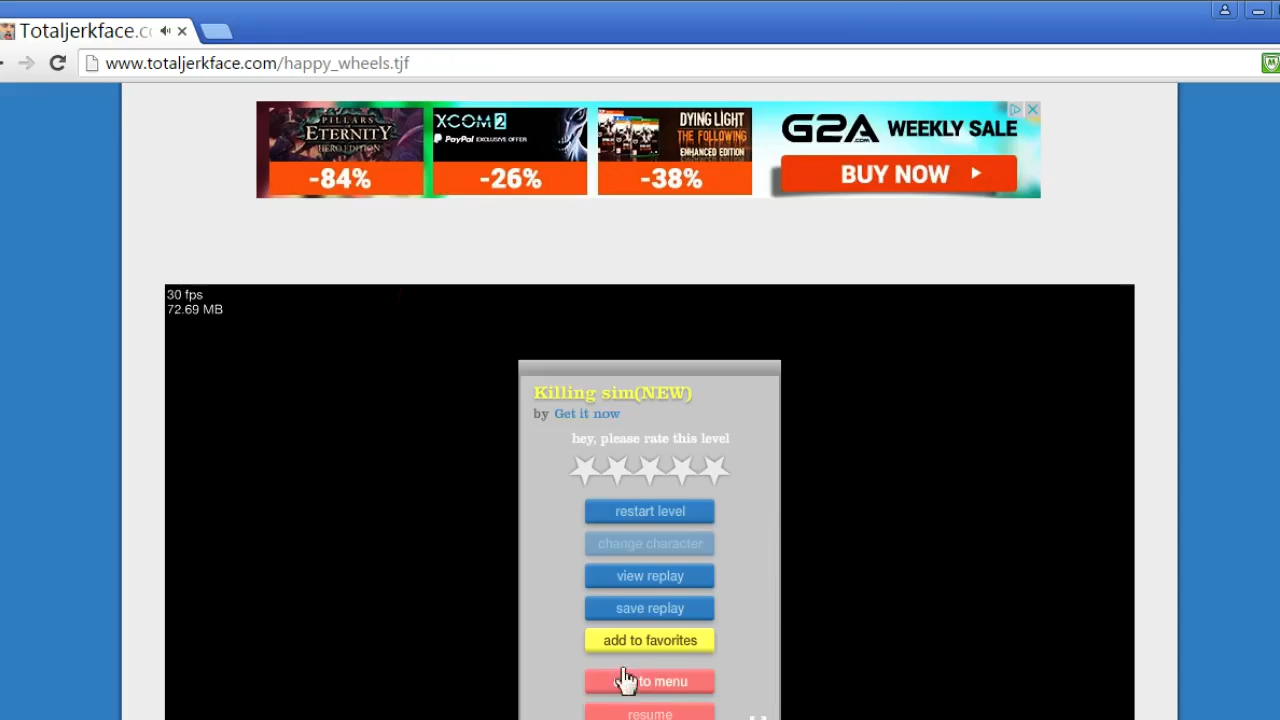 Totaljerkface.c
www.totaljerkface.com/happy_wheels.tjf
PILLARS
OF
ETERNITY
HERO EDITION
-84%
XCOM 2
PayPal EXCLUSIVE OFFER
-26%
DYING LIGHT
THE FOLLOWING
ENHANCED EDITION
-38%
G2A.COM WEEKLY SALE
BUY NOW
30 fps
72.69 MB
Killing sim(NEW)
by Get it now
hey, please rate this level
restart level
change character
view replay
save replay
add to favorites
to menu
resume